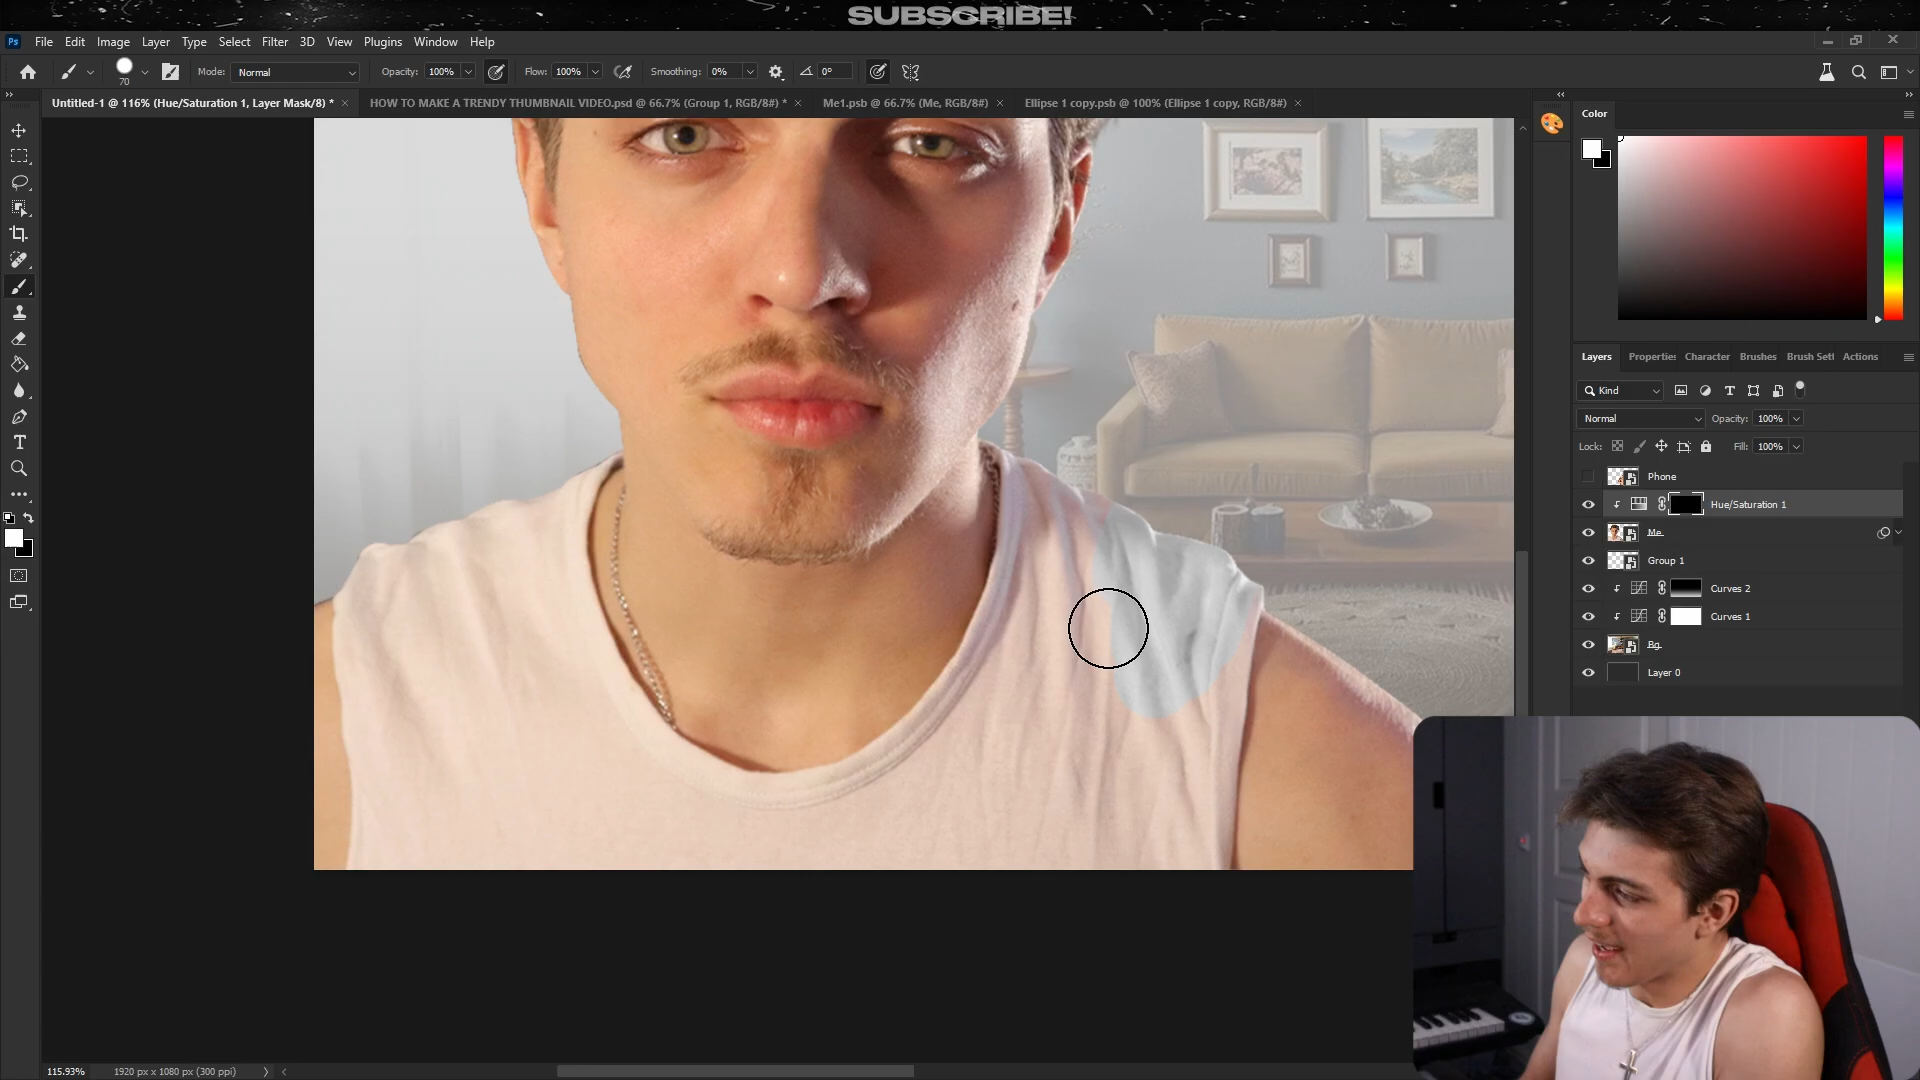 SUBSCRIBE!
Ps File Edit Image Layer Type Select Filter 3D View Plugins Window Help
70 Mode: Normal Opacity: 100% Flow: 100% Smoothing: 0% 0°
Untitled-1 @ 116% (Hue/Saturation 1, Layer Mask/8) * × HOW TO MAKE A TRENDY THUMBNAIL VIDEO.psd @ 66.7% (Group 1, RGB/8#) * × Me1.psb @ 66.7% (Me, RGB/8#) × Ellipse 1 copy.psb @ 100% (Ellipse 1 copy, RGB/8#) ×
Color
Layers Properties Character Brushes Brush Sett Actions
Kind
Normal Opacity: 100%
Lock: Fill: 100%
Phone
Hue/Saturation 1
Me
Group 1
Curves 2
Curves 1
Bg
Layer 0
115.93% 1920 px x 1080 px (300 ppi)